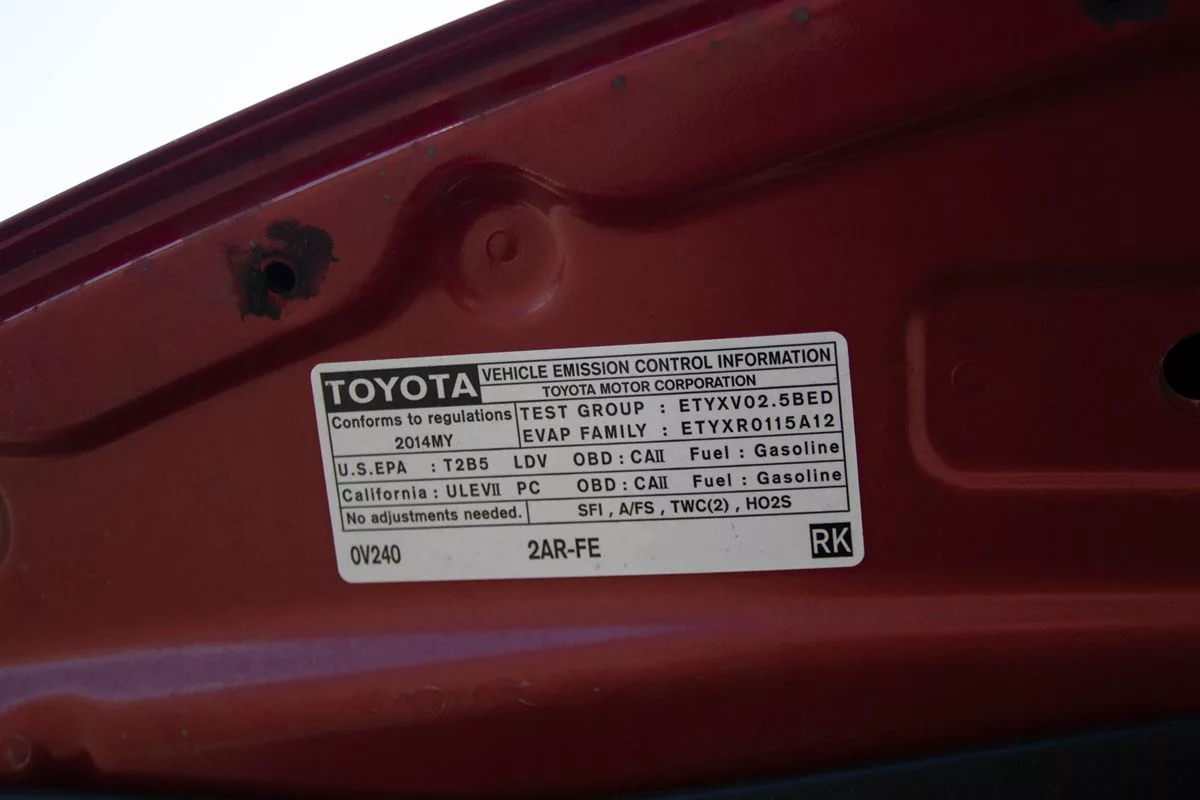 TOYOTA VEHICLE EMISSION CONTROL INFORMATION
TOYOTA MOTOR CORPORATION
Conforms to regulations
2014MY
TEST GROUP : ETYXV02.5BED
EVAP FAMILY : ETYXR0115A12
U.S.EPA : T2B5 LDV OBD : CAII Fuel : Gasoline
California : ULEVII PC OBD : CAII Fuel : Gasoline
No adjustments needed. SFI , A/FS , TWC(2) , HO2S
0V240 2AR-FE RK